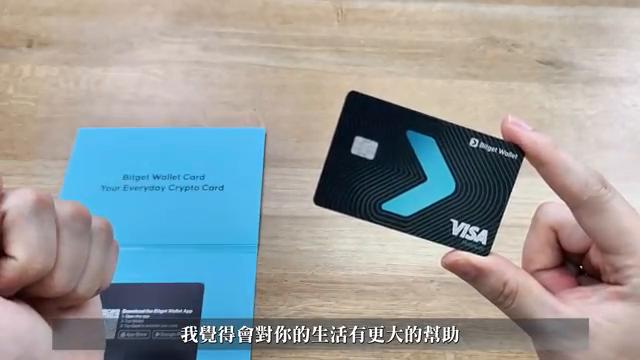 Bitget Wallet Card
Your Everyday Crypto Card
Bitget Wallet
VISA
Download the Bitget Wallet App
我覺得會對你的生活有更大的幫助